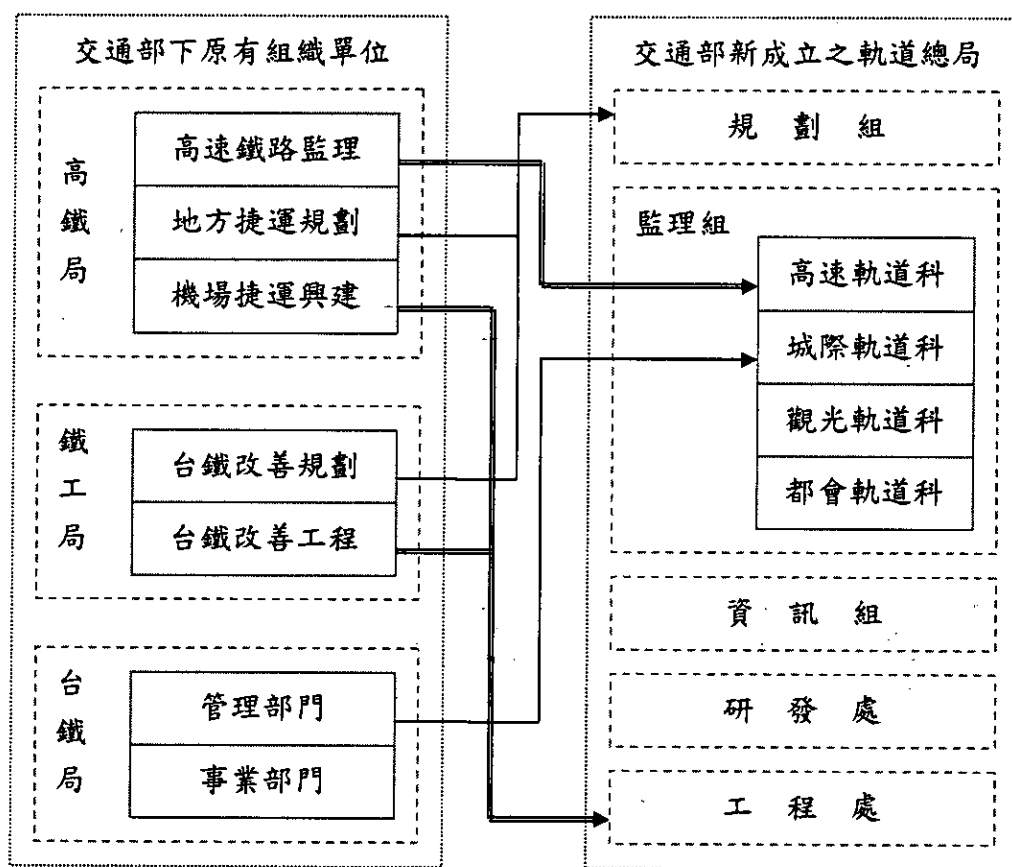 交通部下原有組織單位
高鐵局
高速鐵路監理
地方捷運規劃
機場捷運興建
鐵工局
台鐵改善規劃
台鐵改善工程
台鐵局
管理部門
事業部門
交通部新成立之軌道總局
規劃組
監理組
高速軌道科
城際軌道科
觀光軌道科
都會軌道科
資訊組
研發處
工程處